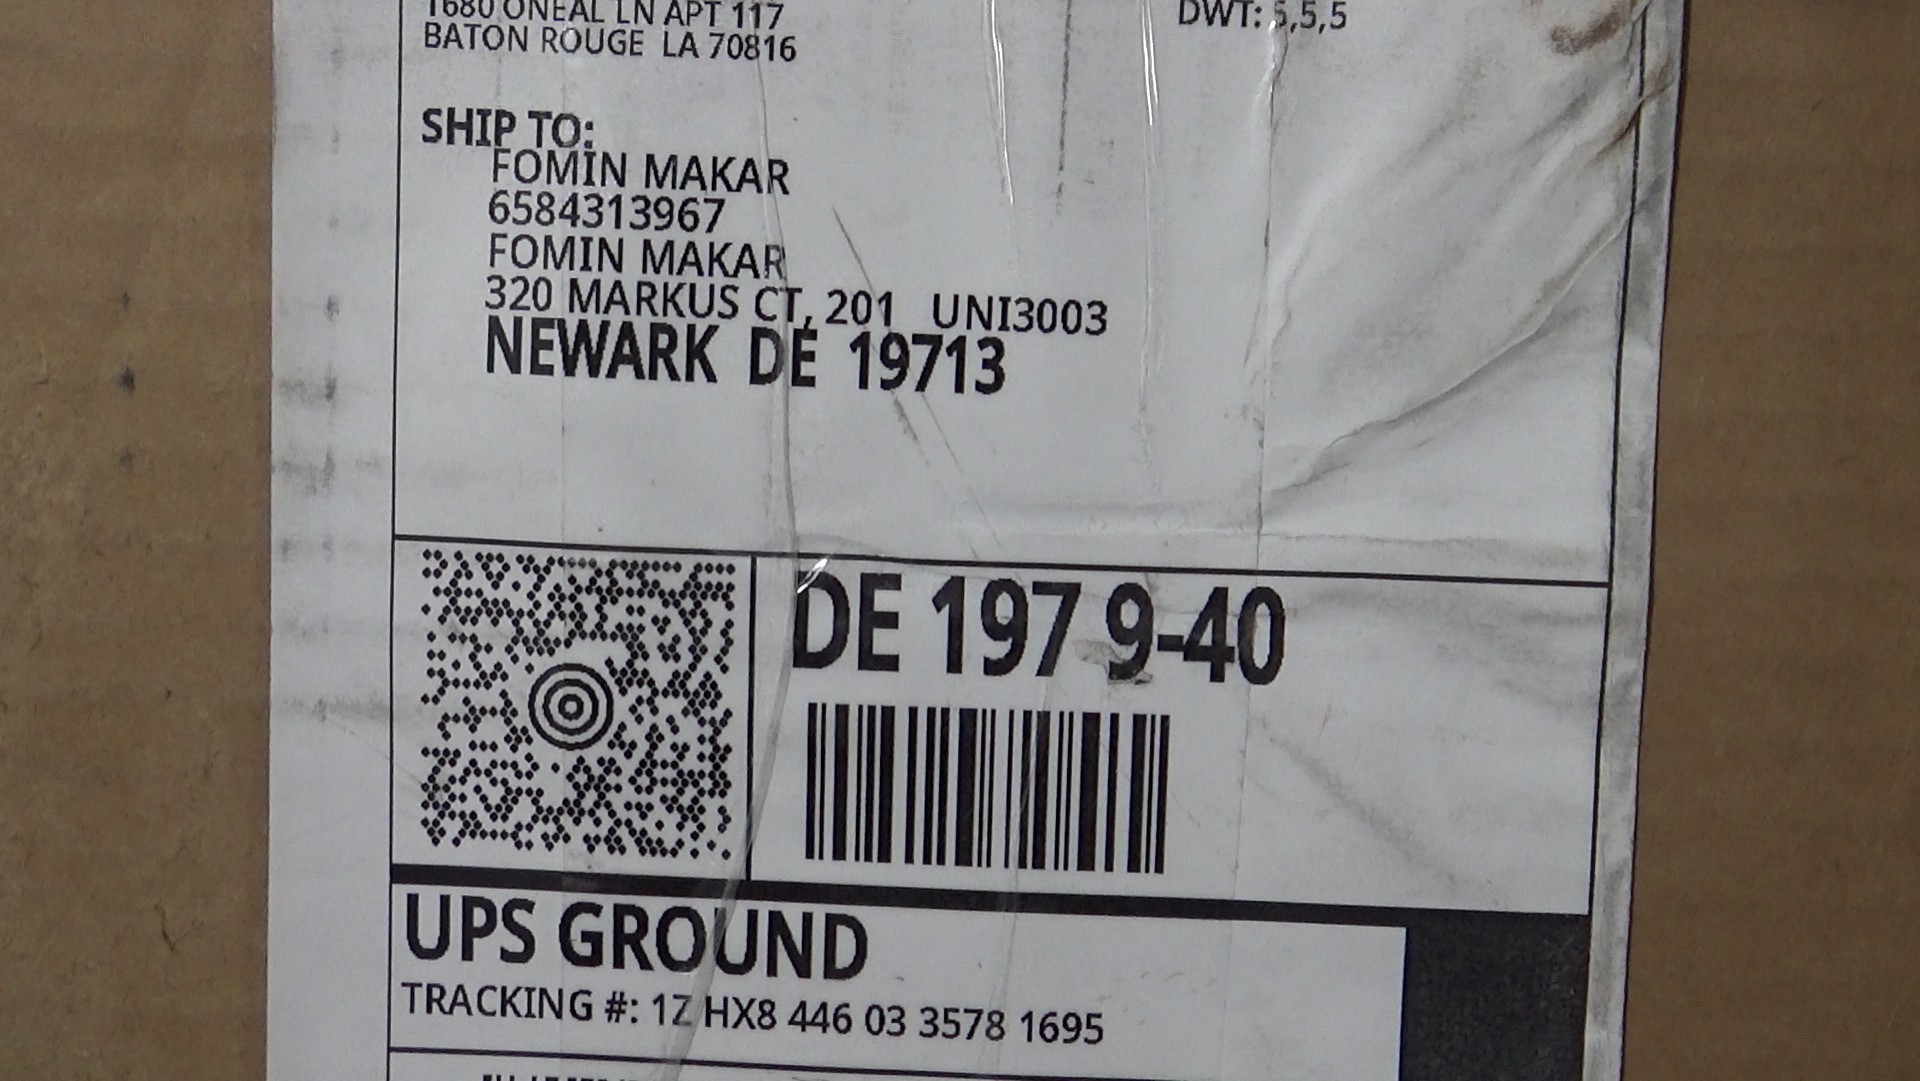 1680 ONEAL LN APT 117
BATON ROUGE LA 70816
DWT: 5,5,5
SHIP TO:
FOMIN MAKAR
6584313967
FOMIN MAKAR
320 MARKUS CT, 201 UNI3003
NEWARK DE 19713
DE 197 9-40
UPS GROUND
TRACKING #: 1Z HX8 446 03 3578 1695